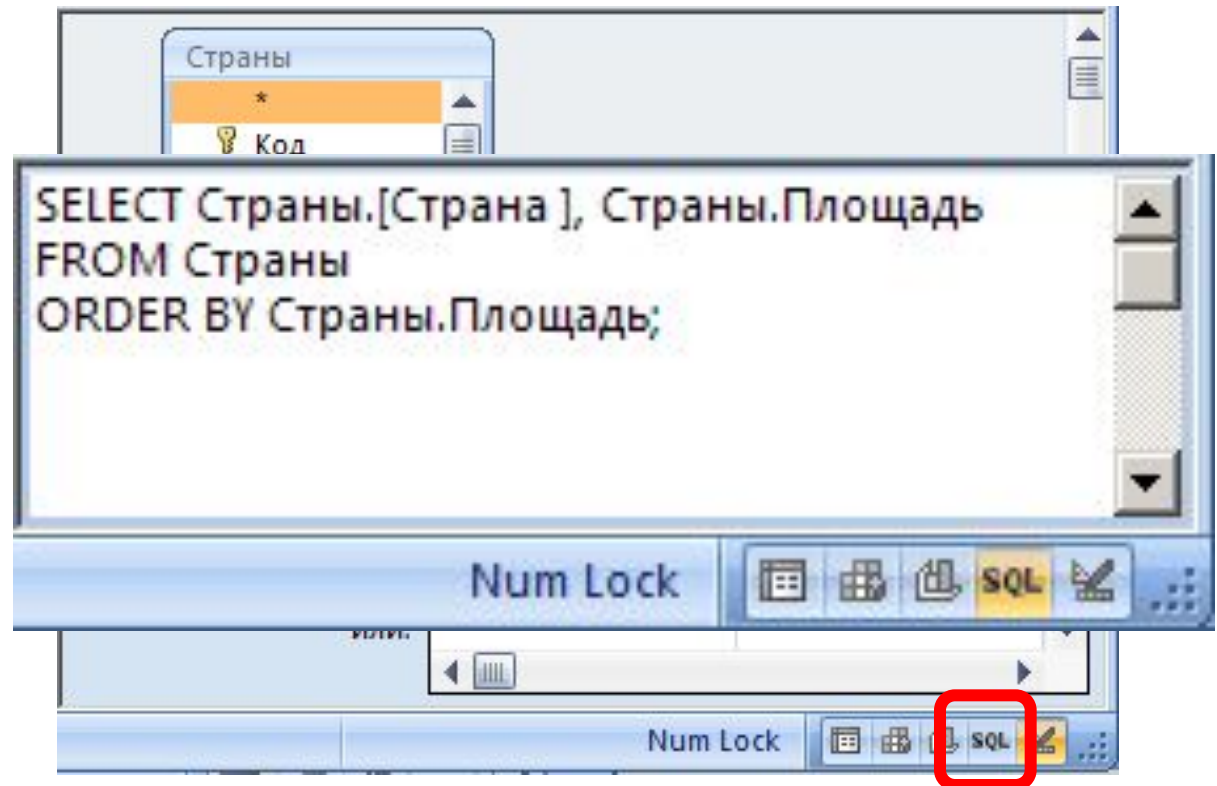 Страны
*
Код
SELECT Страны.[Страна ], Страны.Площадь
FROM Страны
ORDER BY Страны.Площадь;
Num Lock SQL
или:
Num Lock SQL